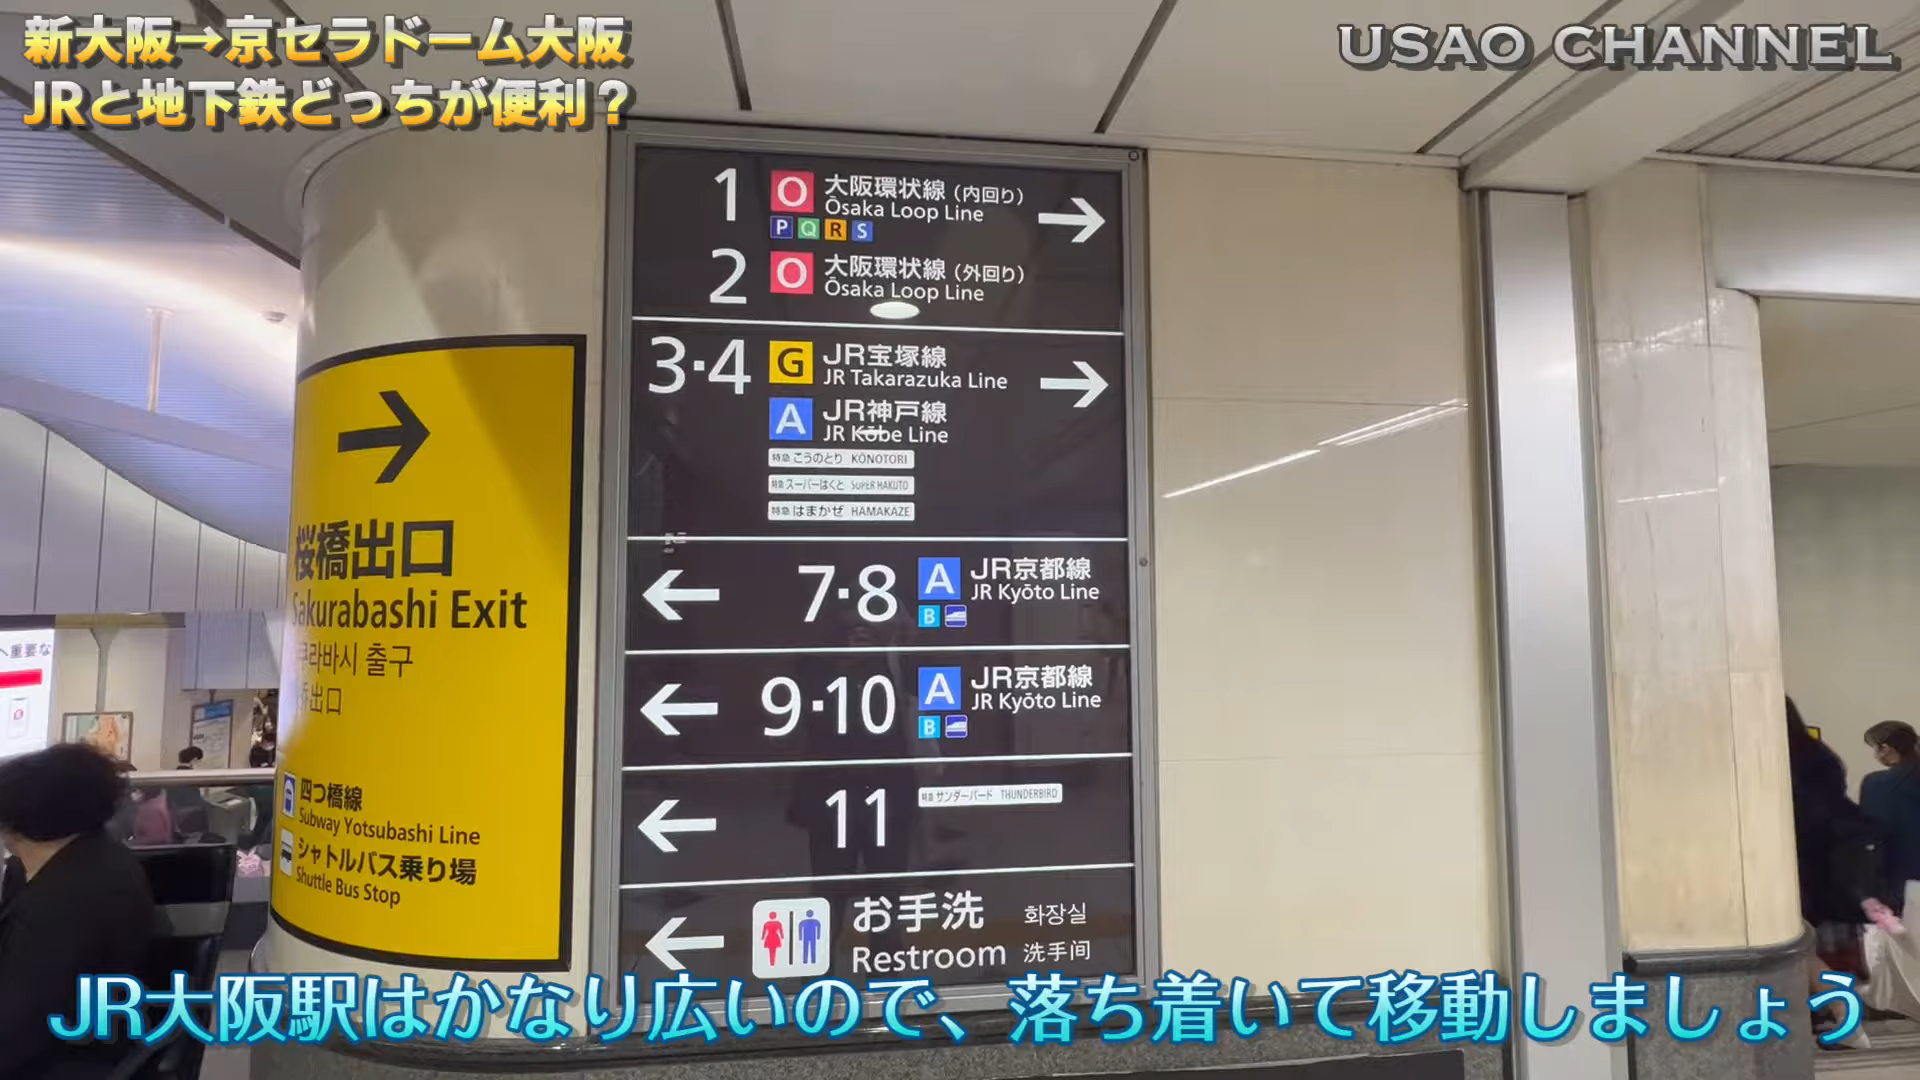 新大阪→京セラドーム大阪
JRと地下鉄どっちが便利？
USAO CHANNEL
1 O 大阪環状線(内回り)
Ōsaka Loop Line
P Q R S
2 O 大阪環状線(外回り)
Ōsaka Loop Line
3･4 G JR宝塚線
JR Takarazuka Line
A JR神戸線
JR Kōbe Line
特急 こうのとり KŌNOTORI
特急 スーパーはくと SUPER HAKUTO
特急 はまかぜ HAMAKAZE
← 7･8 A JR京都線
JR Kyōto Line
B
← 9･10 A JR京都線
JR Kyōto Line
B
← 11 特急 サンダーバード THUNDERBIRD
← お手洗 화장실
Restroom 洗手间
→
桜橋出口
Sakurabashi Exit
쿠라바시 출구
桥出口
四つ橋線
Subway Yotsubashi Line
シャトルバス乗り場
Shuttle Bus Stop
へ重要な
JR大阪駅はかなり広いので、落ち着いて移動しましょう